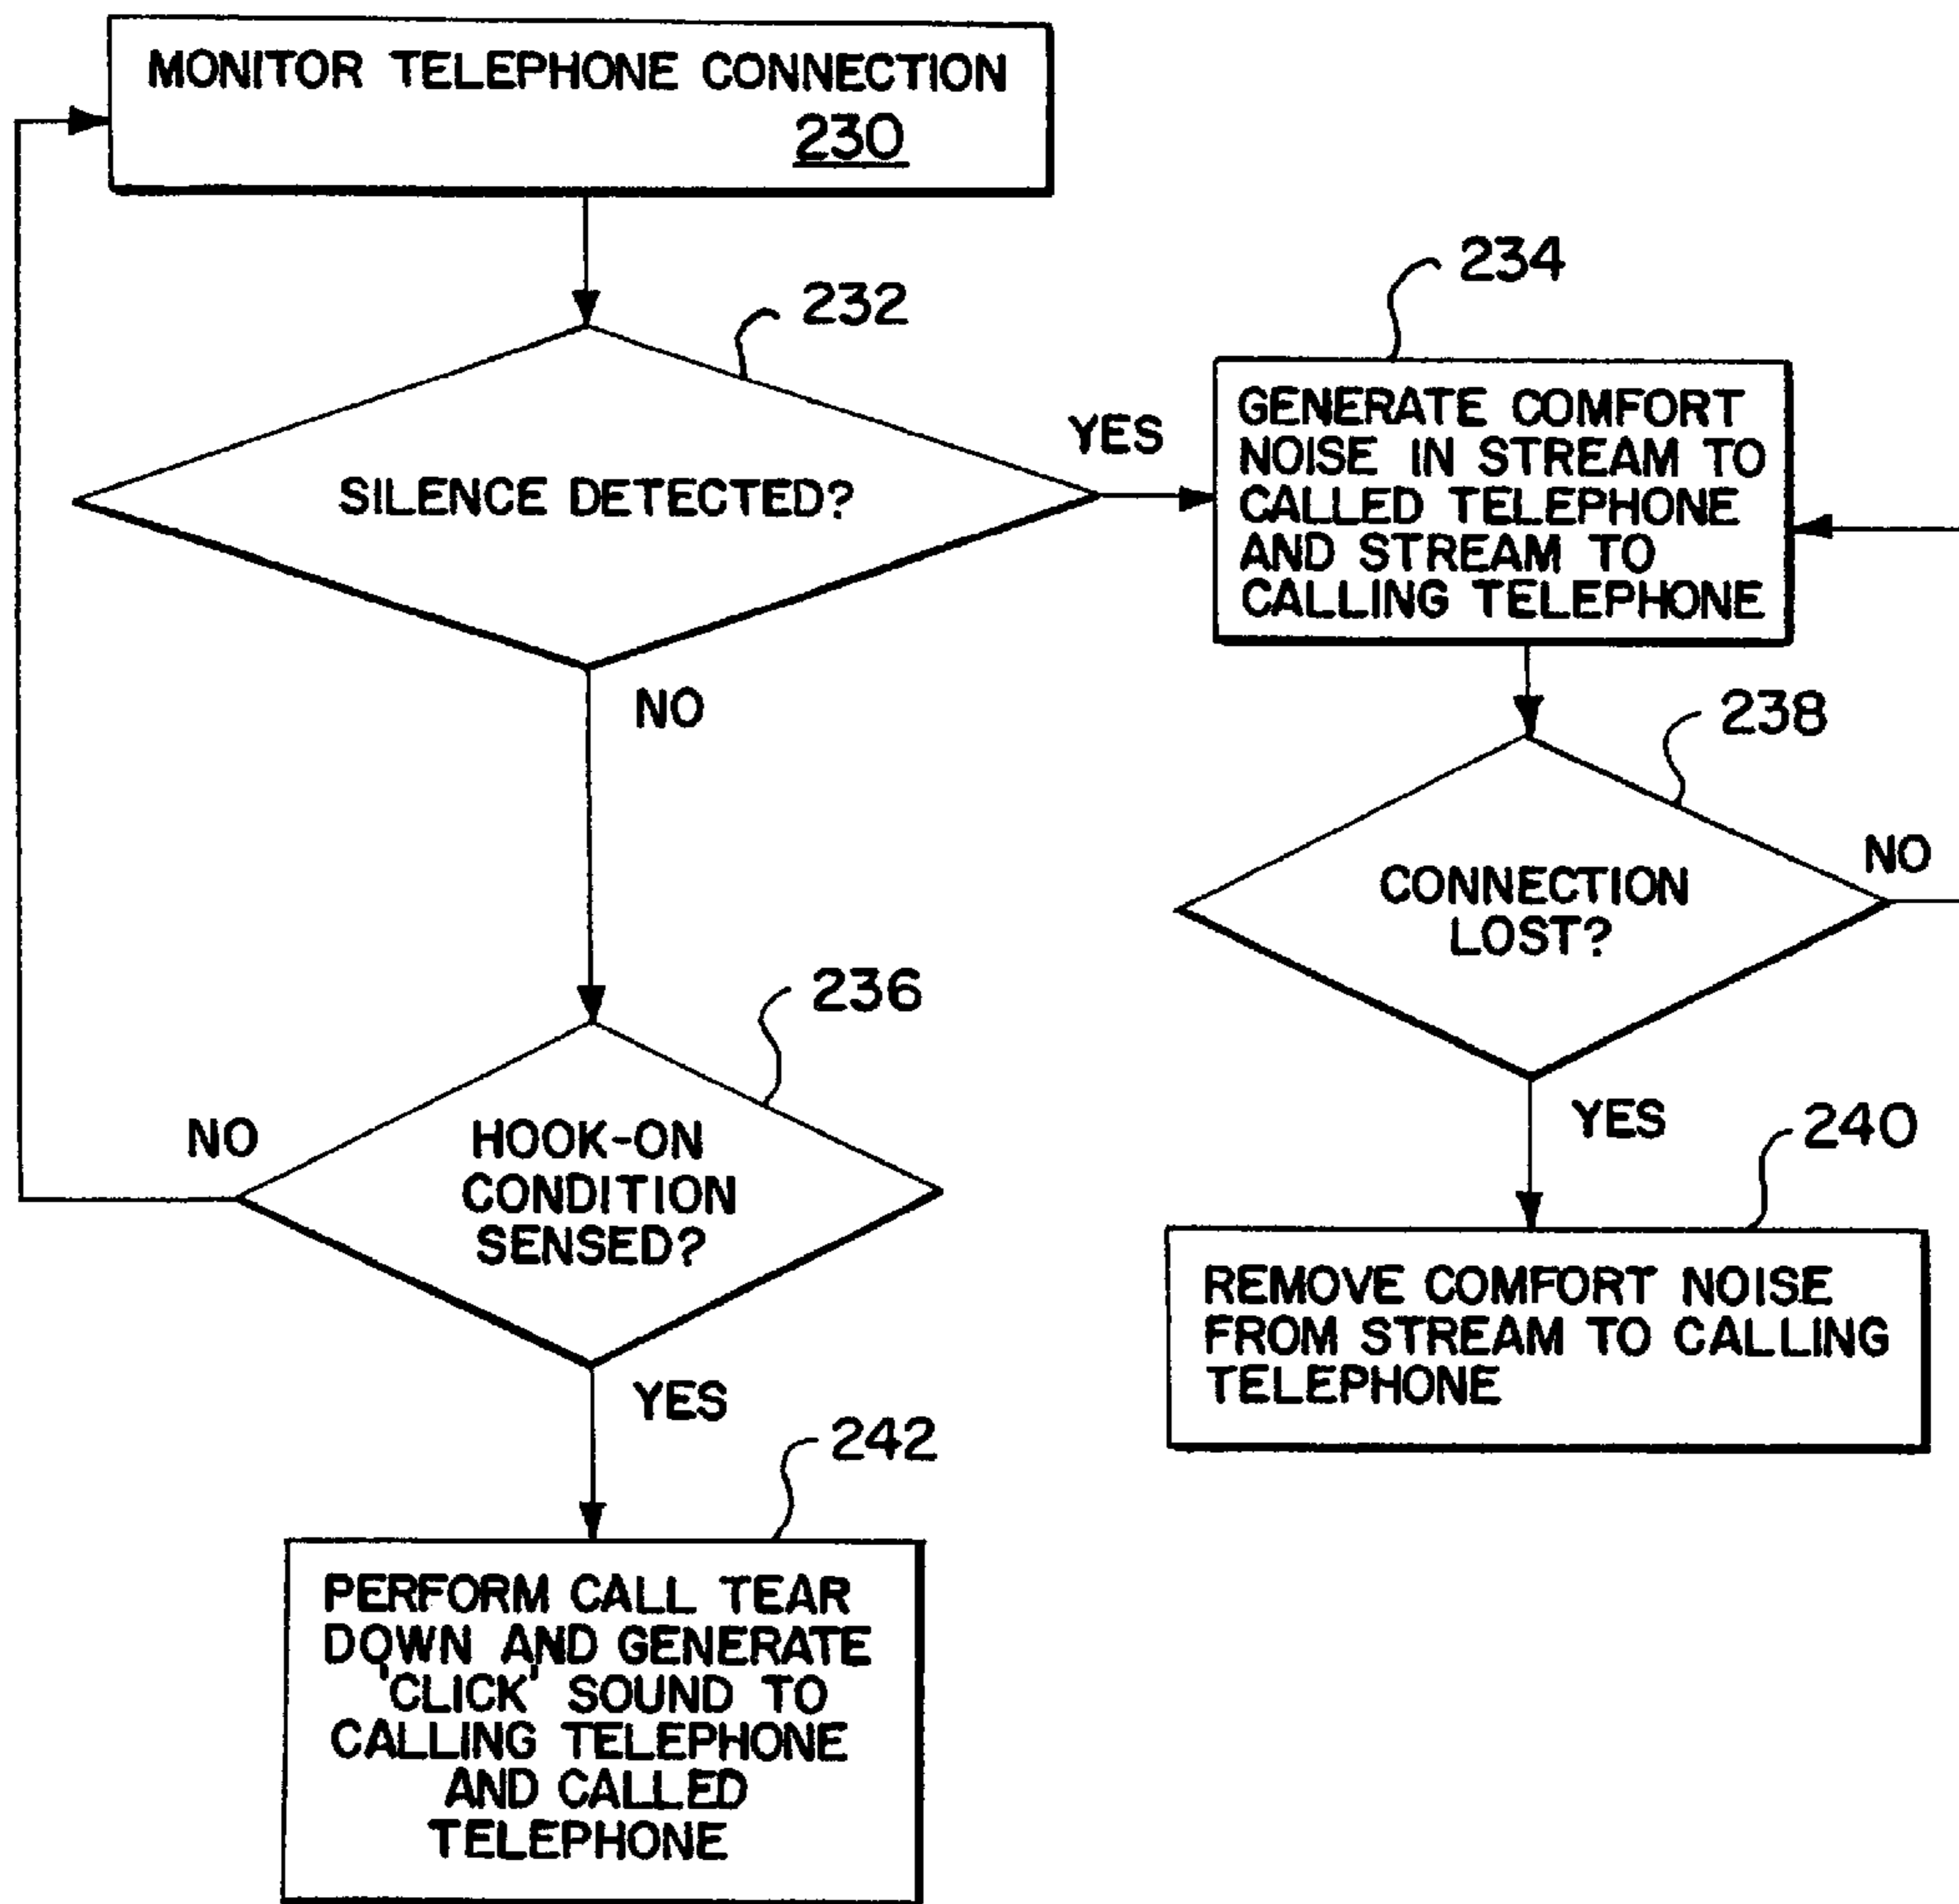 MONITOR TELEPHONE CONNECTION
230
232
SILENCE DETECTED?
YES
NO
234
GENERATE COMFORT
NOISE IN STREAM TO
CALLED TELEPHONE
AND STREAM TO
CALLING TELEPHONE
238
CONNECTION
LOST?
NO
YES
240
REMOVE COMFORT NOISE
FROM STREAM TO CALLING
TELEPHONE
236
HOOK-ON
CONDITION
SENSED?
NO
YES
242
PERFORM CALL TEAR
DOWN AND GENERATE
'CLICK' SOUND TO
CALLING TELEPHONE
AND CALLED
TELEPHONE